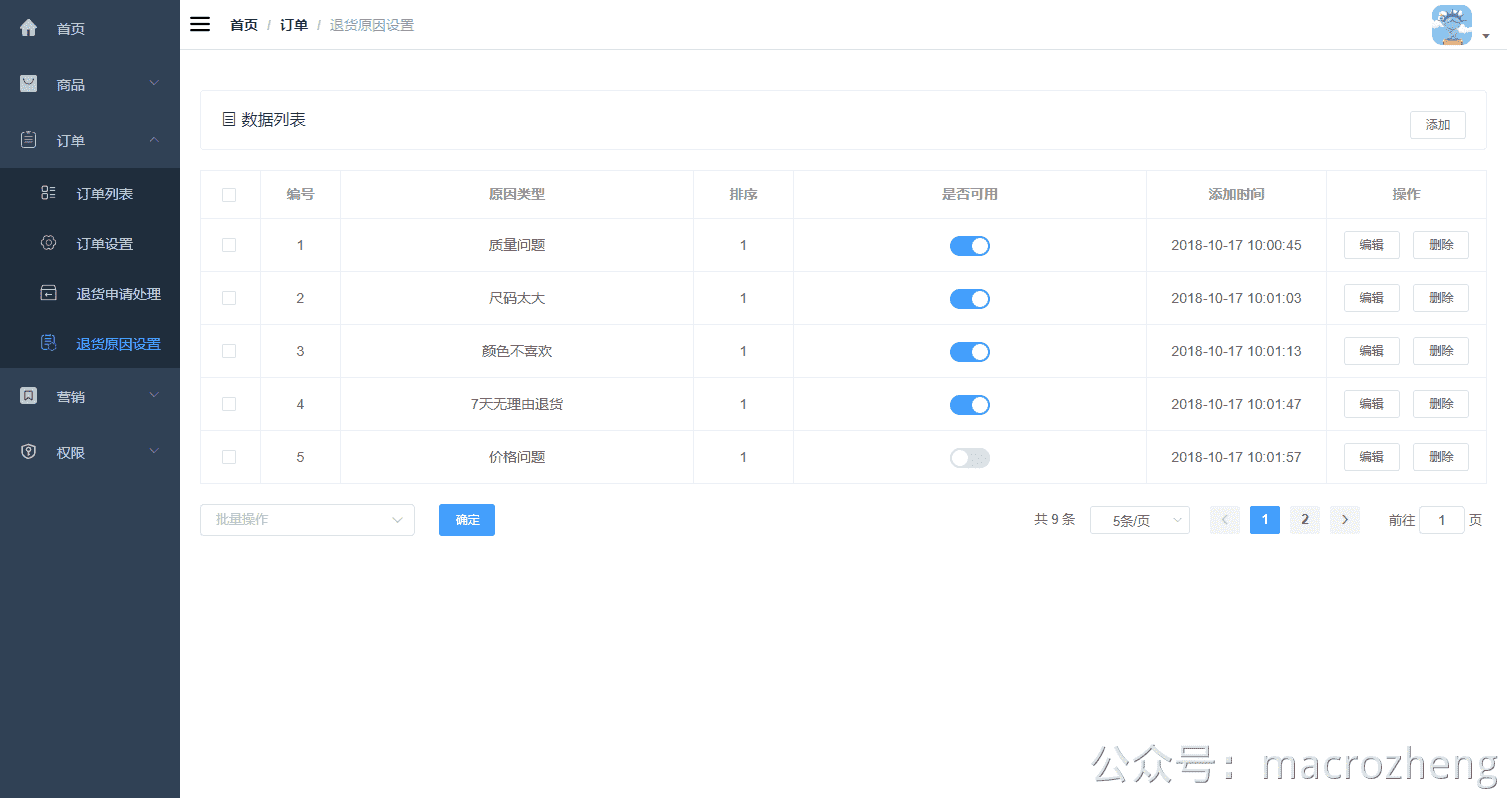 首页
商品
订单
订单列表
订单设置
退货申请处理
退货原因设置
营销
权限
首页 / 订单 / 退货原因设置
数据列表
添加
编号 原因类型 排序 是否可用 添加时间 操作
1 质量问题 1 2018-10-17 10:00:45 编辑 删除
2 尺码太大 1 2018-10-17 10:01:03 编辑 删除
3 颜色不喜欢 1 2018-10-17 10:01:13 编辑 删除
4 7天无理由退货 1 2018-10-17 10:01:47 编辑 删除
5 价格问题 1 2018-10-17 10:01:57 编辑 删除
批量操作 确定 共 9 条 5条/页 1 2 前往 1 页
公众号：macrozheng